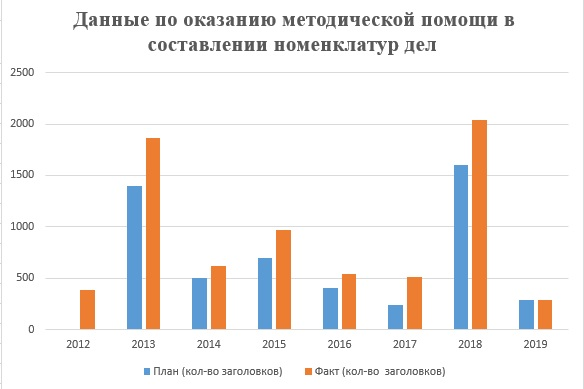 Данные по оказанию методической помощи в
составлении номенклатур дел
2500
2000
1500
1000
500
0
2012 2013 2014 2015 2016 2017 2018 2019
План (кол-во заголовков) Факт (кол-во заголовков)